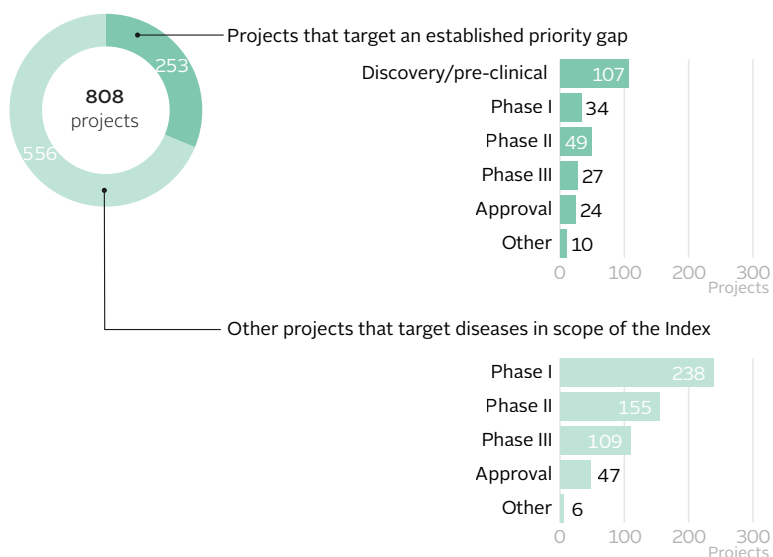 Projects that target an established priority gap
253
808
projects
556
Discovery/pre-clinical 107
Phase I 34
Phase II 49
Phase III 27
Approval 24
Other 10
0 100 200 300
Projects
Other projects that target diseases in scope of the Index
Phase I 238
Phase II 155
Phase III 109
Approval 47
Other 6
0 100 200 300
Projects